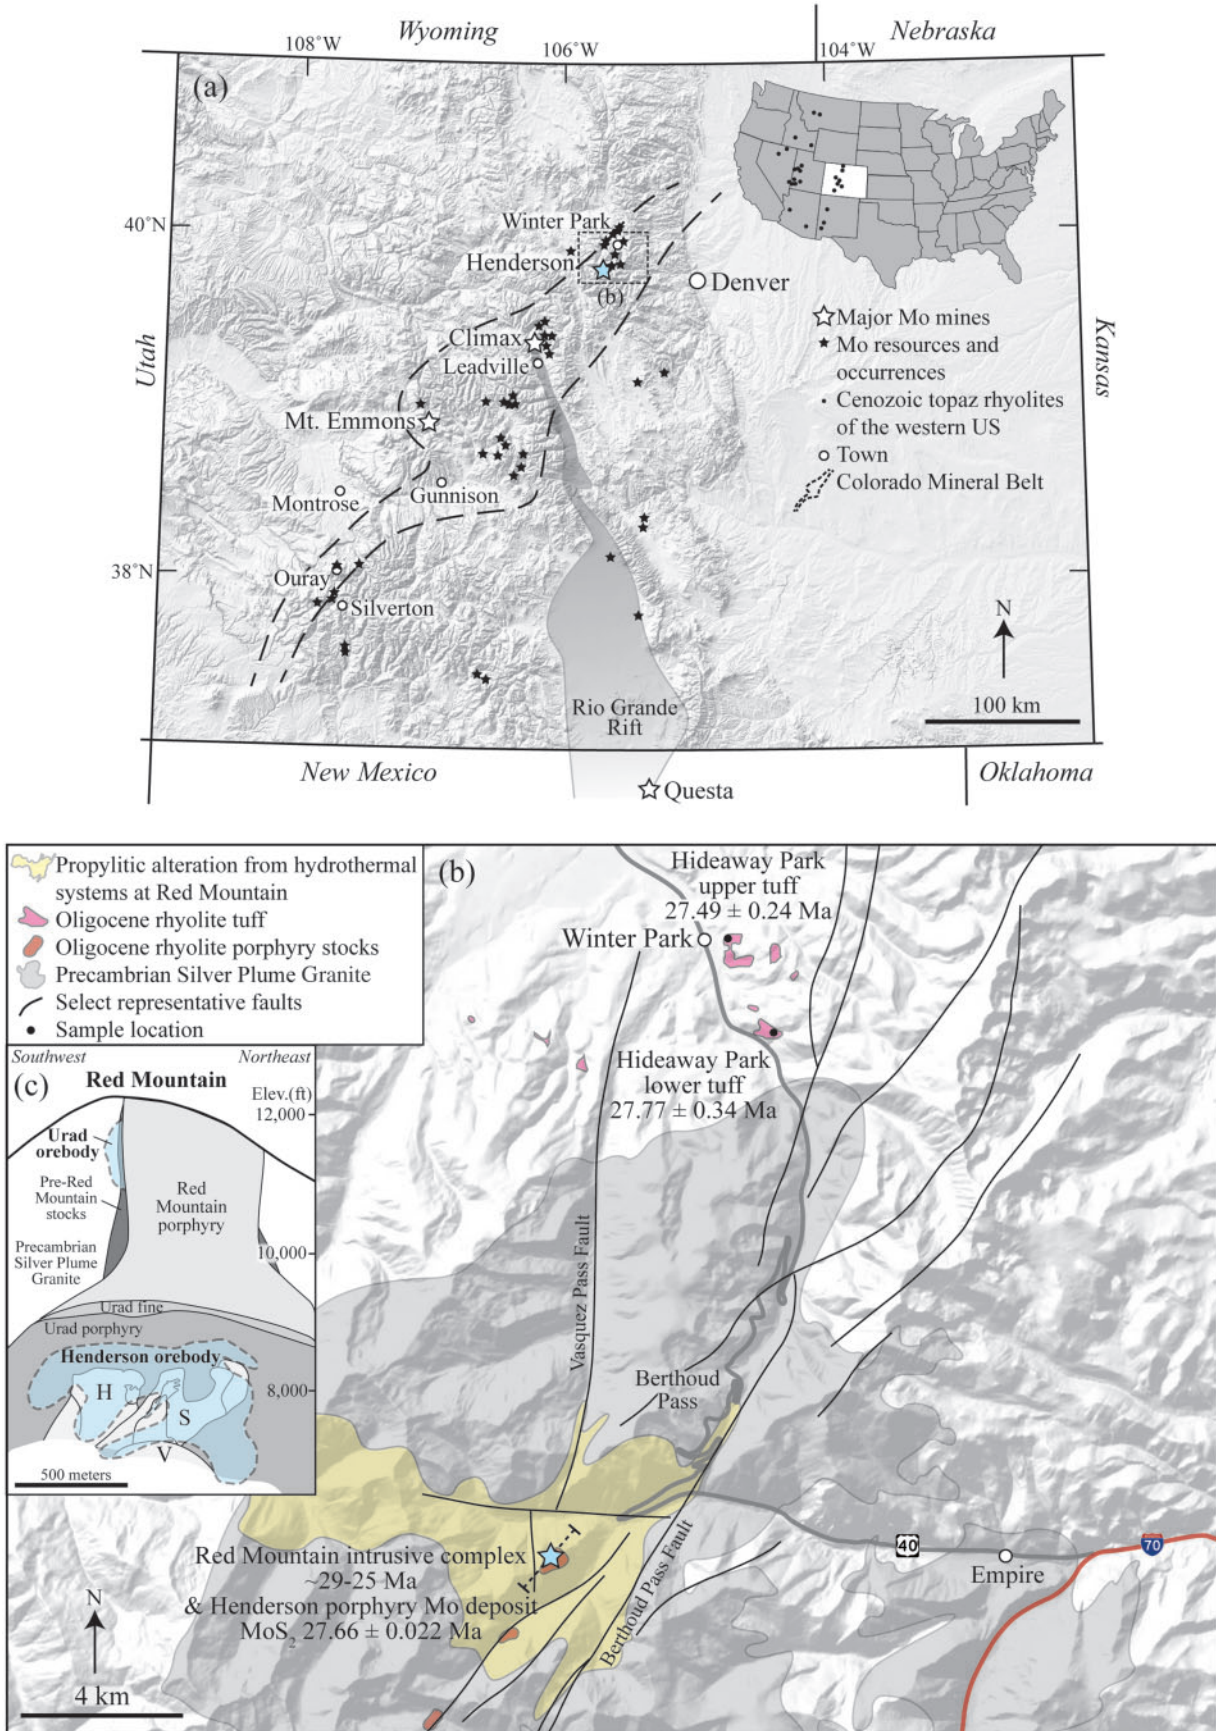 Wyoming
Nebraska
108°W
106°W
104°W
(a)
40°N
38°N
Utah
Kansas
Winter Park
Henderson
(b)
Denver
Climax
Leadville
Mt. Emmons
Montrose
Gunnison
Ouray
Silverton
Major Mo mines
Mo resources and
occurrences
Cenozoic topaz rhyolites
of the western US
Town
Colorado Mineral Belt
N
100 km
Rio Grande
Rift
New Mexico
Oklahoma
Questa
Propylitic alteration from hydrothermal
systems at Red Mountain
Oligocene rhyolite tuff
Oligocene rhyolite porphyry stocks
Precambrian Silver Plume Granite
Select representative faults
Sample location
(b)
Hideaway Park
upper tuff
27.49 ± 0.24 Ma
Winter Park
Hideaway Park
lower tuff
27.77 ± 0.34 Ma
Vasquez Pass Fault
Berthoud
Pass
Berthoud Pass Fault
Red Mountain intrusive complex
~29-25 Ma
& Henderson porphyry Mo deposit
MoS₂ 27.66 ± 0.022 Ma
40
Empire
70
N
4 km
Southwest
Northeast
(c)
Red Mountain
Elev.(ft)
12,000
Urad
orebody
Pre-Red
Mountain
stocks
Red
Mountain
porphyry
Precambrian
Silver Plume
Granite
10,000
Urad fine
Urad porphyry
Henderson orebody
8,000
H
S
V
500 meters